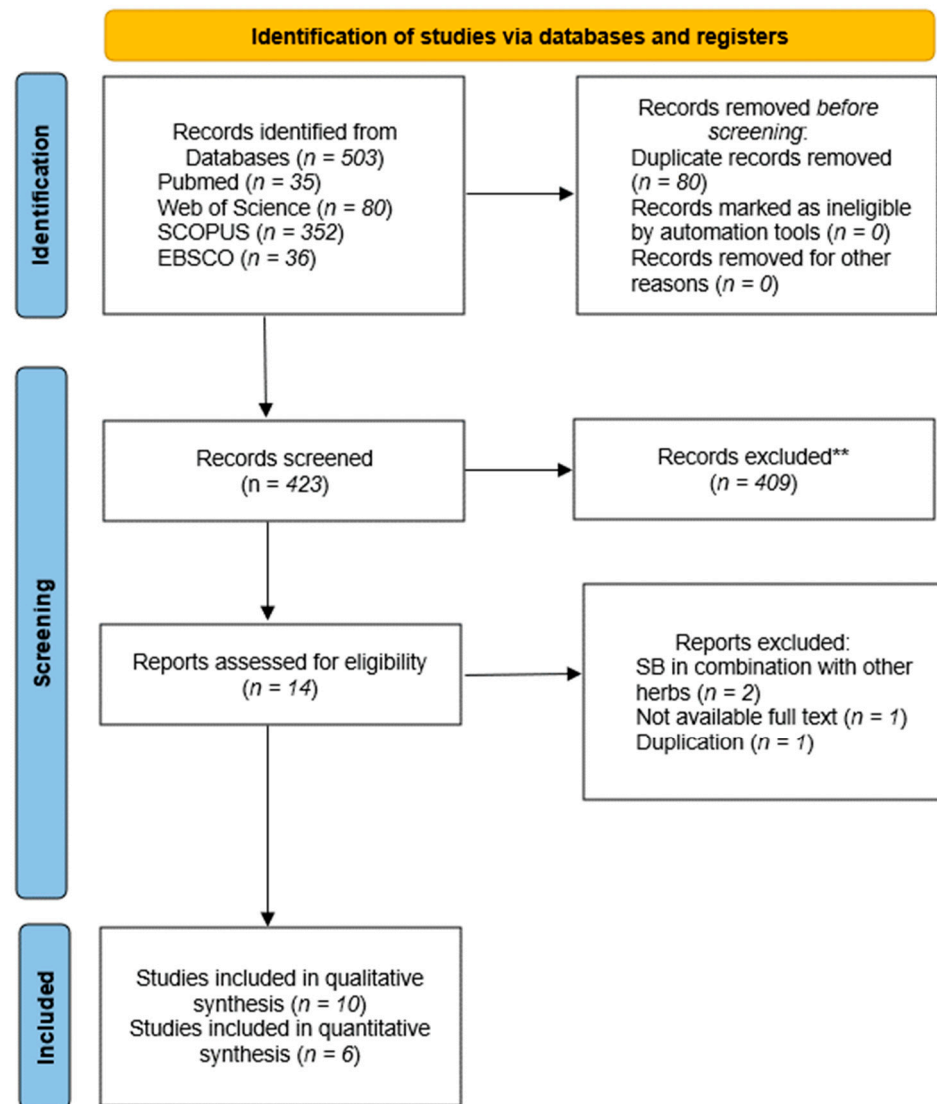 Identification of studies via databases and registers
Identification
Records identified from
Databases (n = 503)
Pubmed (n = 35)
Web of Science (n = 80)
SCOPUS (n = 352)
EBSCO (n = 36)
Records removed before
screening:
Duplicate records removed
(n = 80)
Records marked as ineligible
by automation tools (n = 0)
Records removed for other
reasons (n = 0)
Screening
Records screened
(n = 423)
Records excluded**
(n = 409)
Reports assessed for eligibility
(n = 14)
Reports excluded:
SB in combination with other
herbs (n = 2)
Not available full text (n = 1)
Duplication (n = 1)
Included
Studies included in qualitative
synthesis (n = 10)
Studies included in quantitative
synthesis (n = 6)